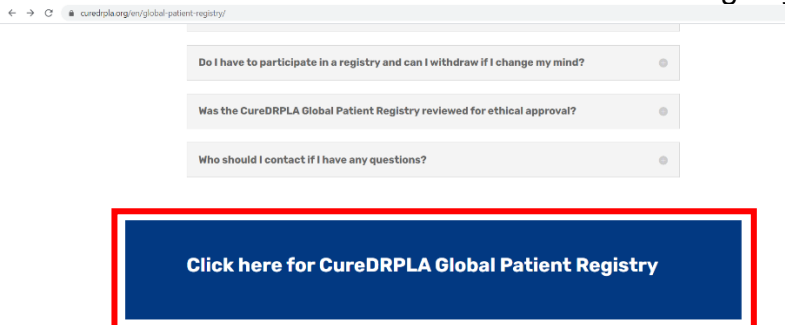 curedrpla.org/en/global-patient-registry/
Do I have to participate in a registry and can I withdraw if I change my mind?
Was the CureDRPLA Global Patient Registry reviewed for ethical approval?
Who should I contact if I have any questions?
Click here for CureDRPLA Global Patient Registry